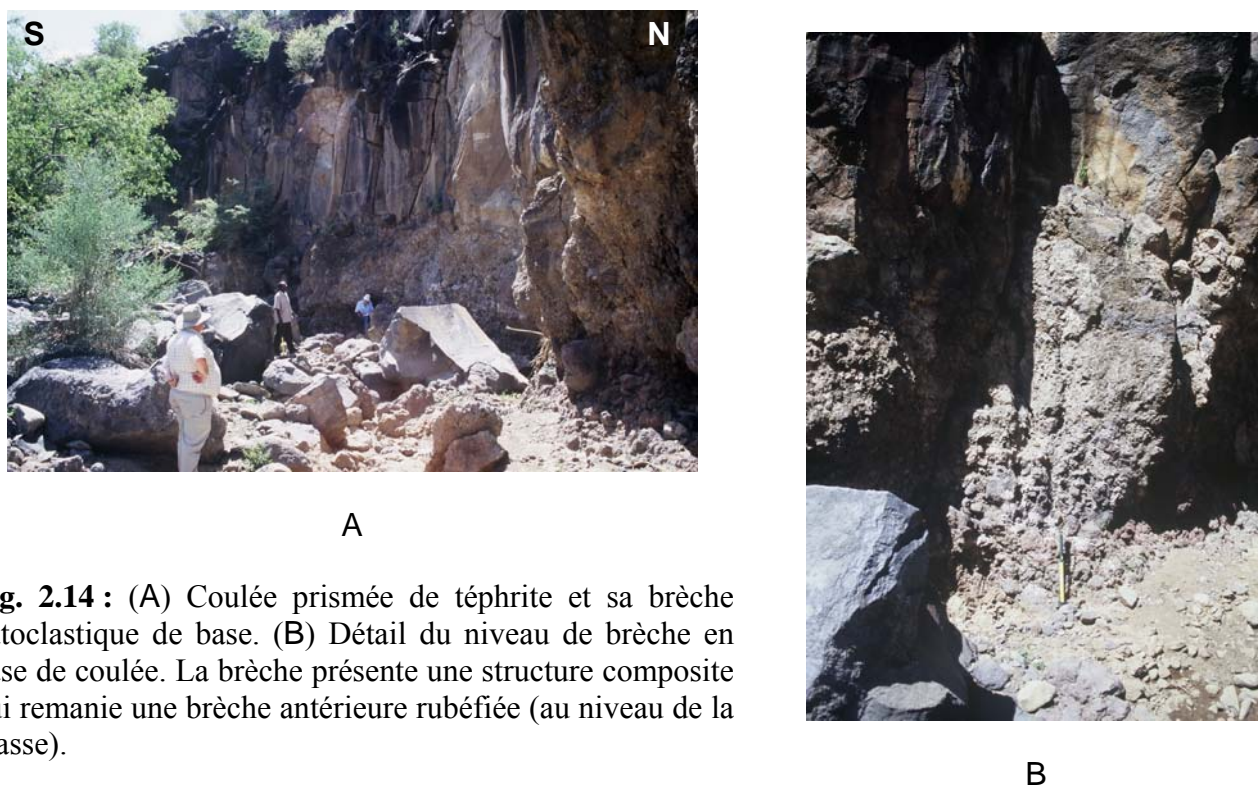 S N
A
g. 2.14 : (A) Coulée prismée de téphrite et sa brèche
toclastique de base. (B) Détail du niveau de brèche en
se de coulée. La brèche présente une structure composite
ui remanie une brèche antérieure rubéfiée (au niveau de la
asse).
B